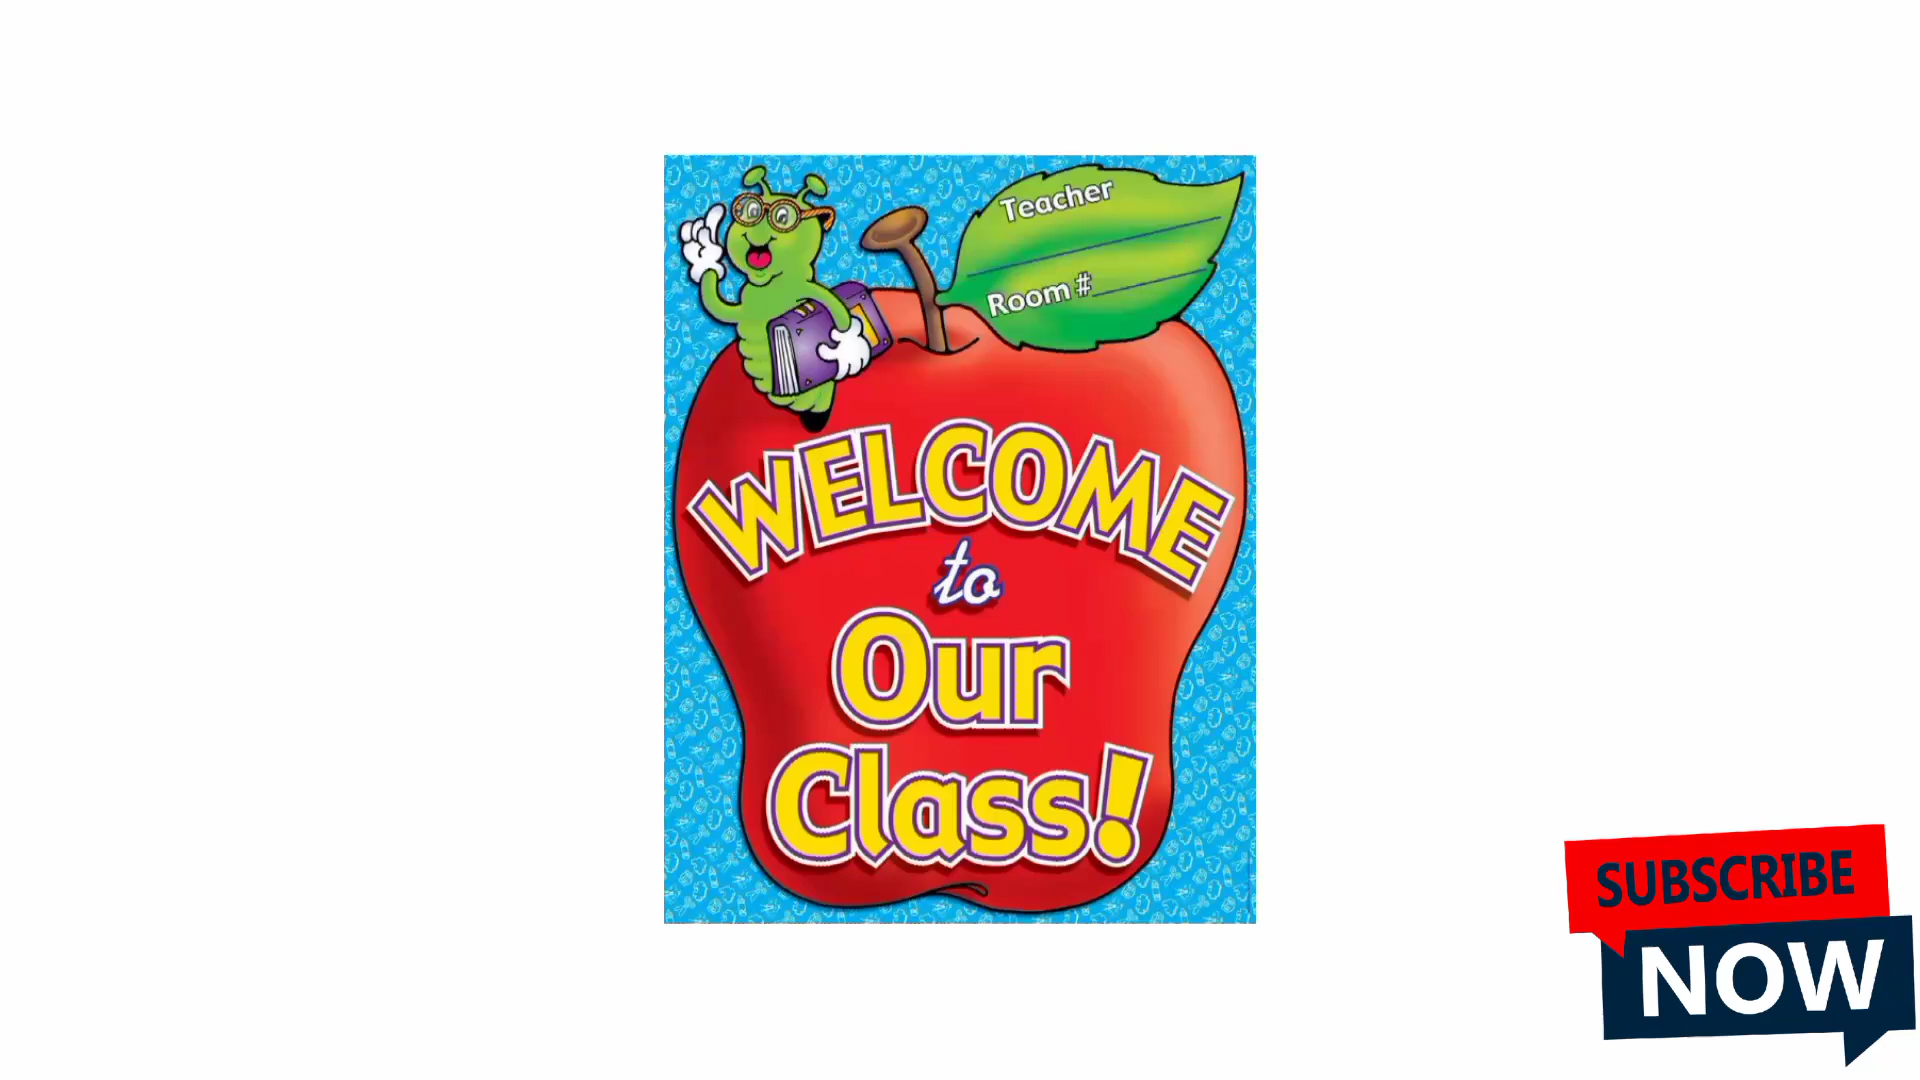 Teacher
Room #
WELCOME
to
Our
Class!
SUBSCRIBE
NOW